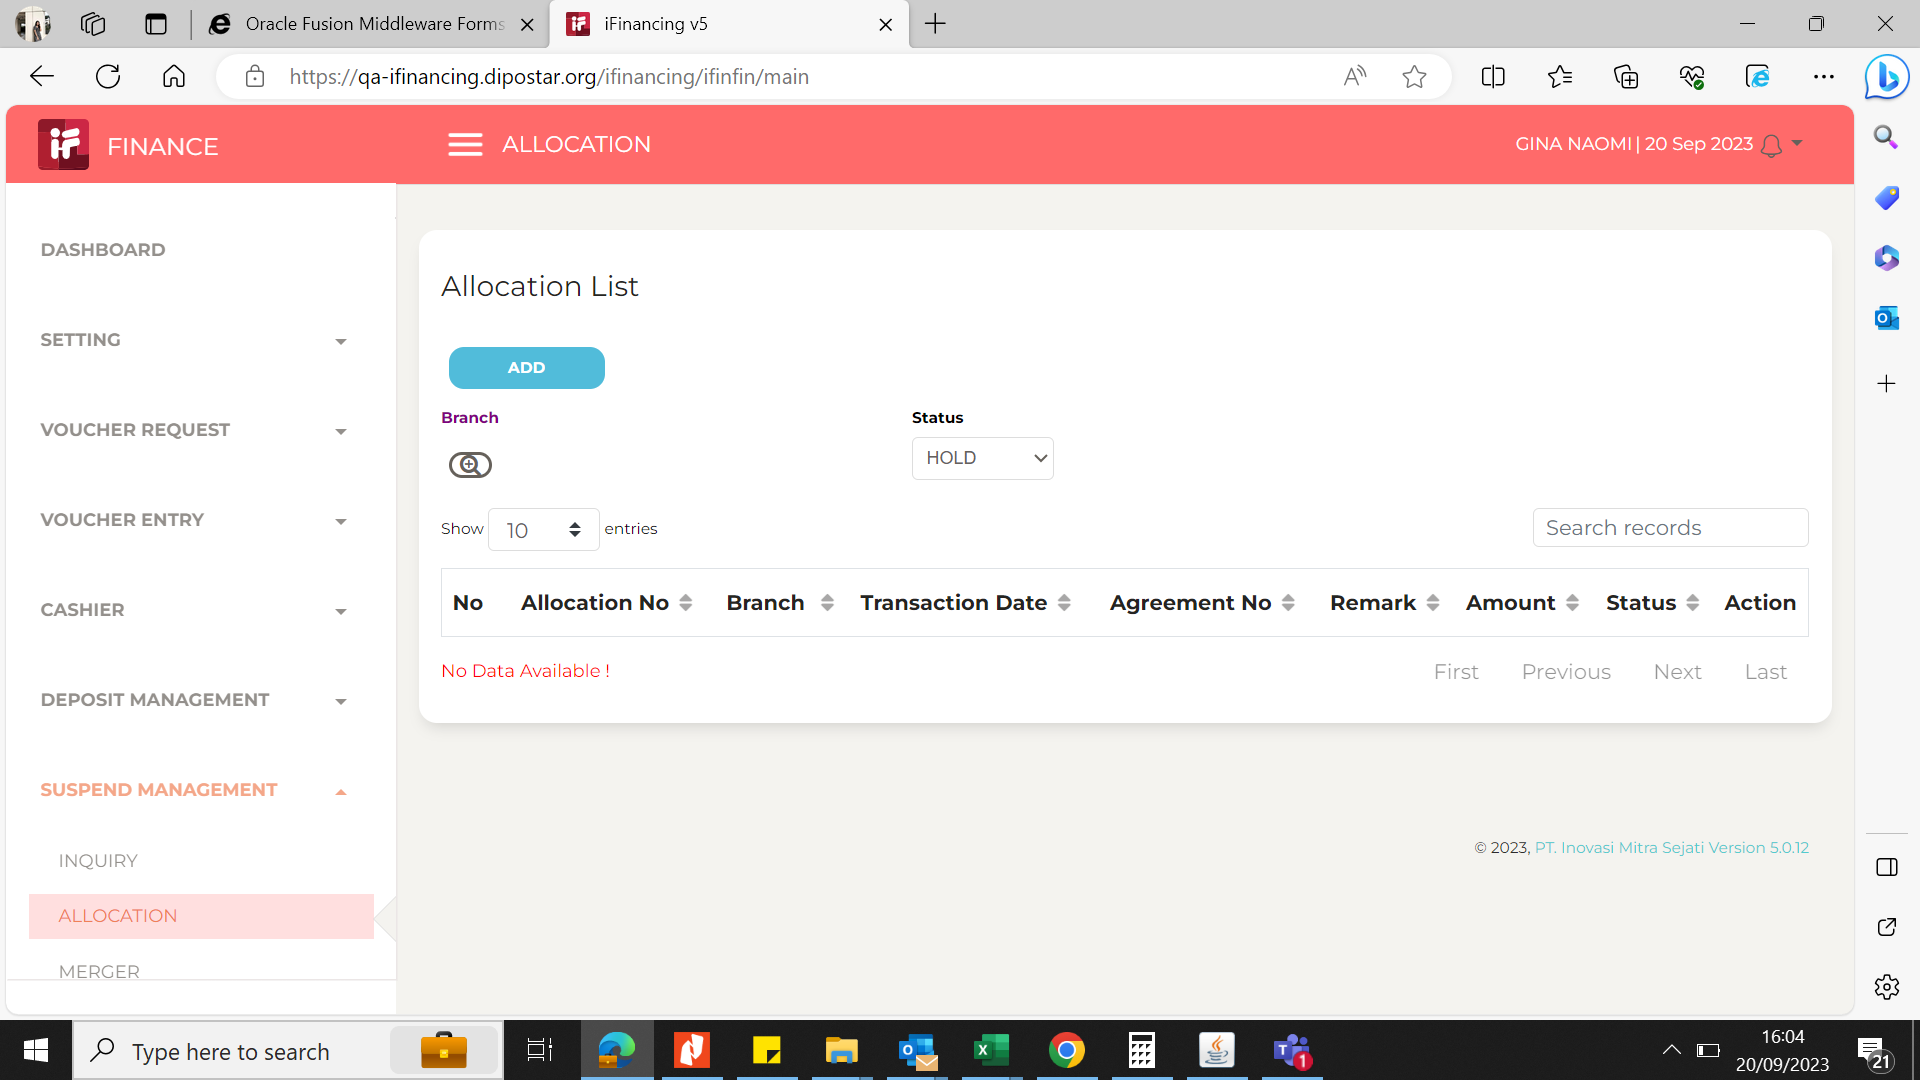 Oracle Fusion Middleware Forms
iFinancing v5
https://qa-ifinancing.dipostar.org/ifinancing/ifinfin/main
iF FINANCE
ALLOCATION
GINA NAOMI | 20 Sep 2023
DASHBOARD
SETTING
VOUCHER REQUEST
VOUCHER ENTRY
CASHIER
DEPOSIT MANAGEMENT
SUSPEND MANAGEMENT
INQUIRY
ALLOCATION
MERGER
Allocation List
ADD
Branch
Status
HOLD
Show 10 entries
Search records
No Allocation No Branch Transaction Date Agreement No Remark Amount Status Action
No Data Available !
First Previous Next Last
© 2023, PT. Inovasi Mitra Sejati Version 5.0.12
Type here to search
1
16:04
20/09/2023
21